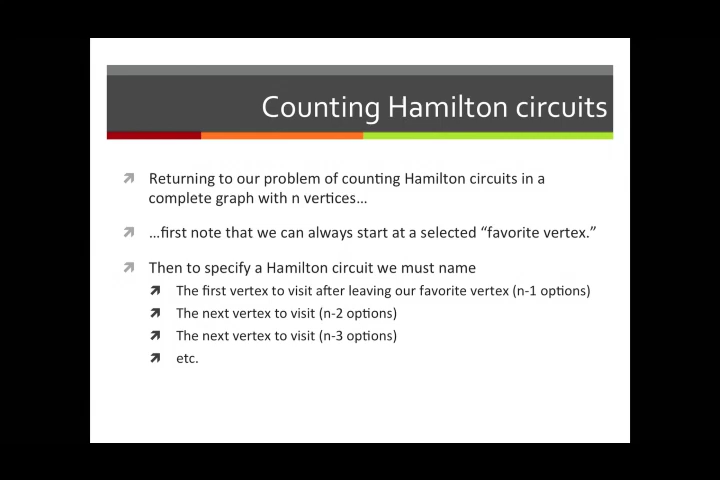 Counting Hamilton circuits
Returning to our problem of counting Hamilton circuits in a
complete graph with n vertices…
…first note that we can always start at a selected “favorite vertex.”
Then to specify a Hamilton circuit we must name
The first vertex to visit after leaving our favorite vertex (n-1 options)
The next vertex to visit (n-2 options)
The next vertex to visit (n-3 options)
etc.